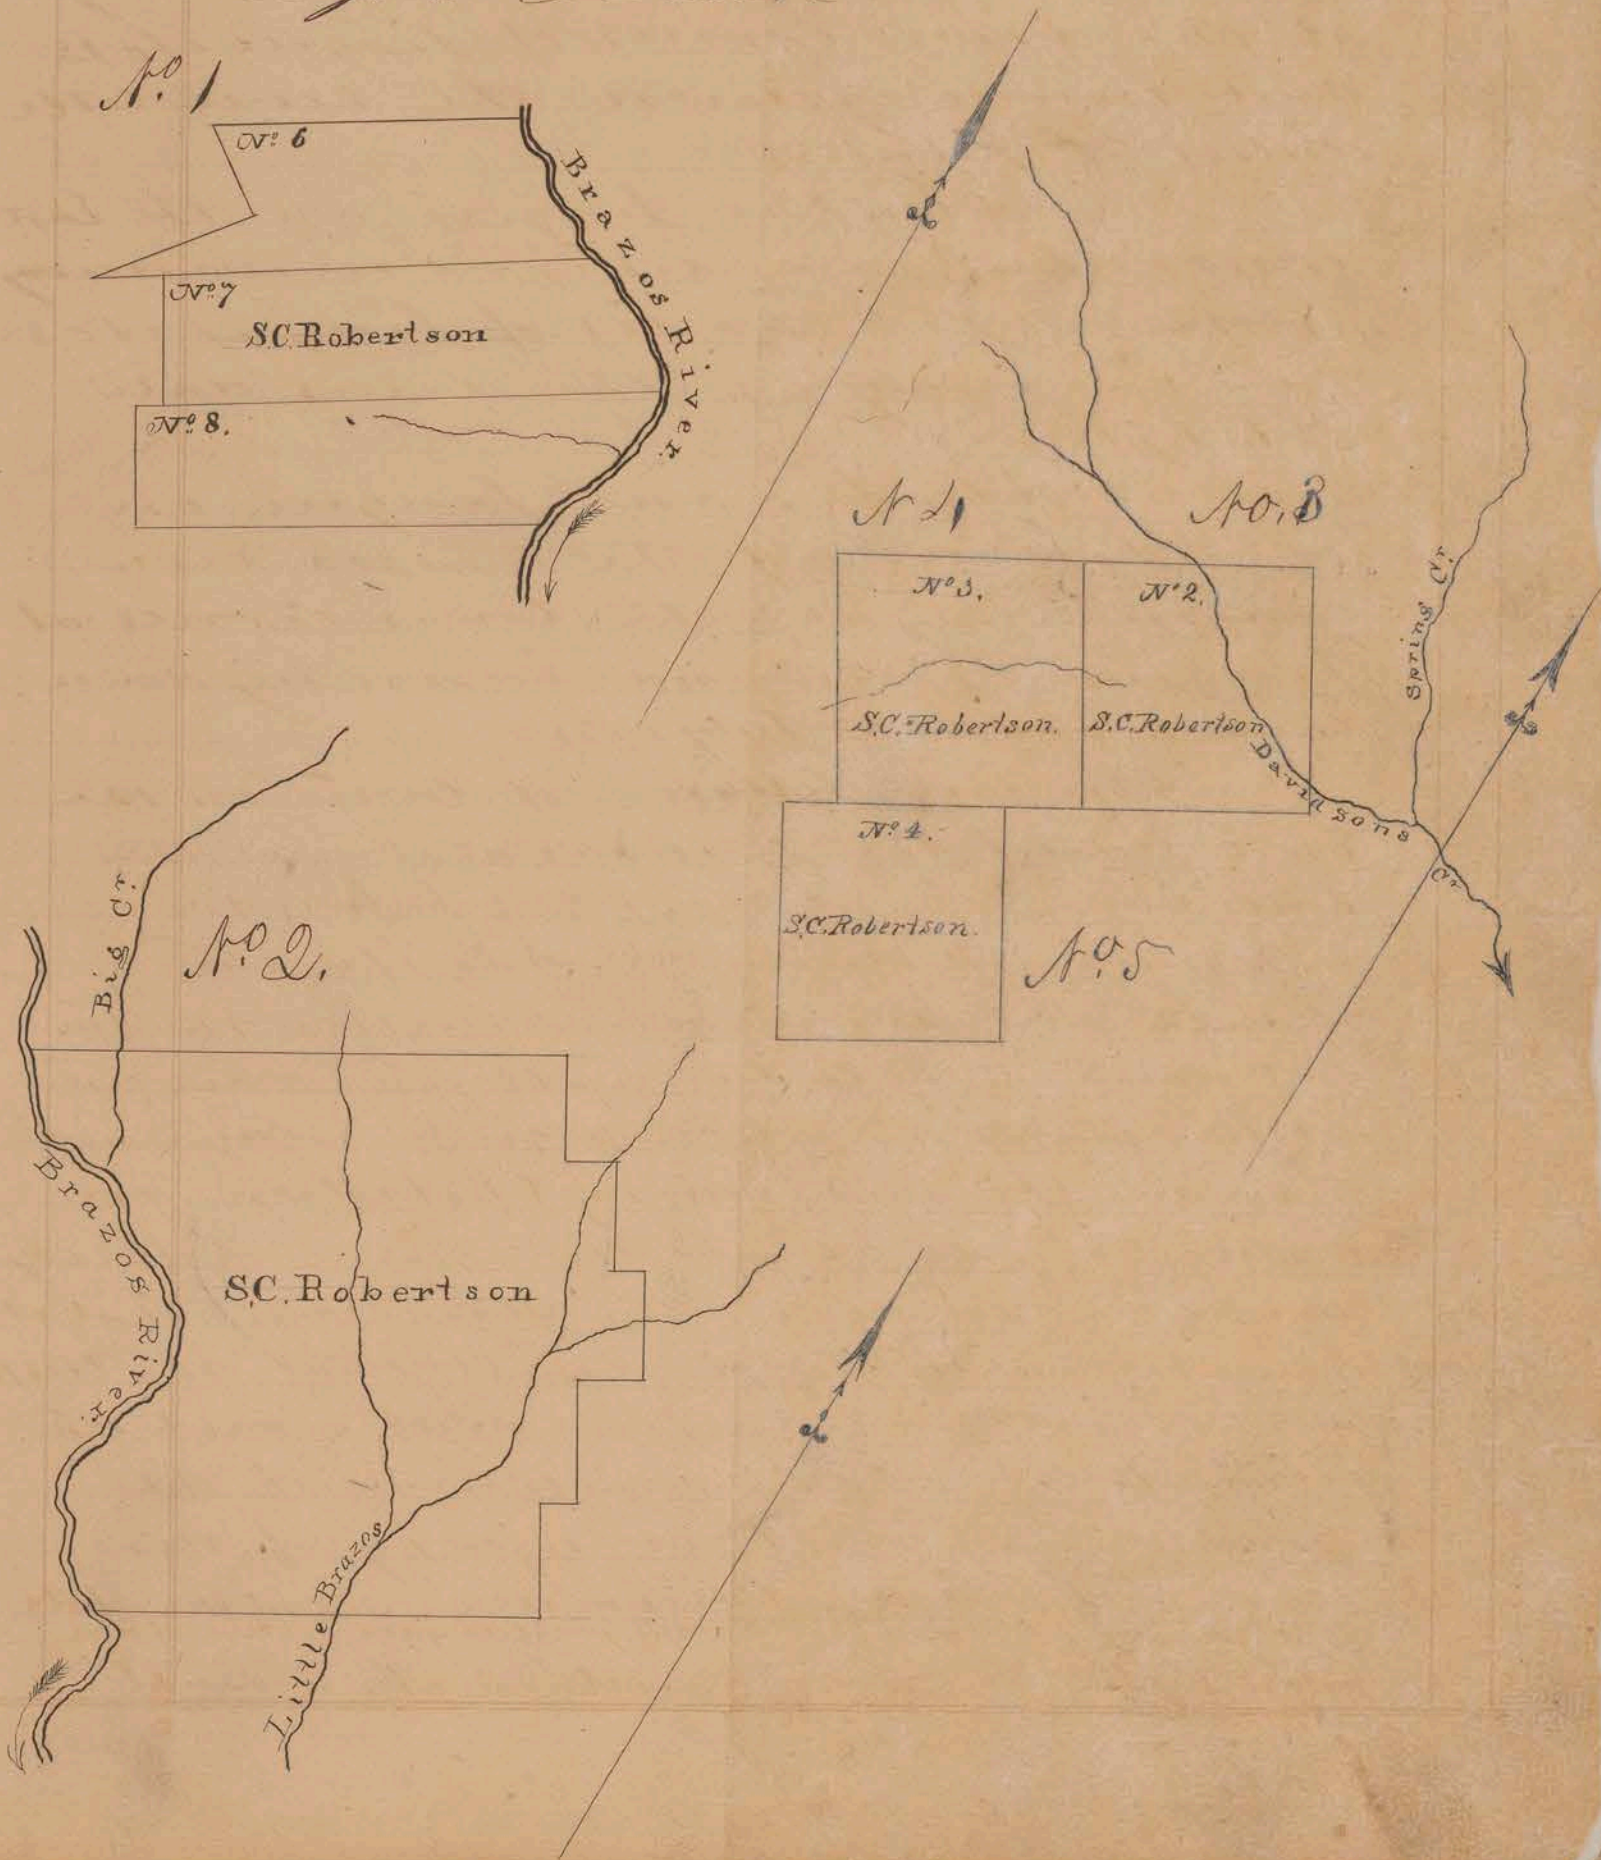 No. 1
No. 6
Brazos River.
No. 7
S.C. Robertson
No. 8.
N 4
No. 3
No 3.
No 2.
S.C. Robertson.
S.C. Robertson
Spring Cr.
Davidsons Cr.
No. 4.
S.C. Robertson.
No. 5
Big Cr.
No. 2.
Brazos River.
S.C. Robertson
Little Brazos